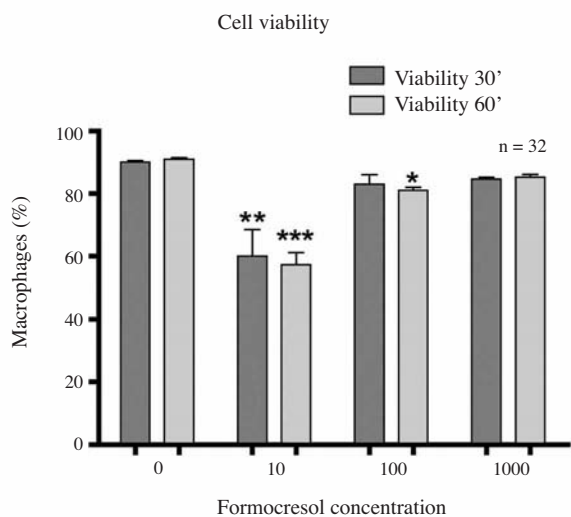 Cell viability
Viability 30’
Viability 60’
n = 32
Macrophages (%)
100
80
60
40
20
0
**
***
*
0 10 100 1000
Formocresol concentration